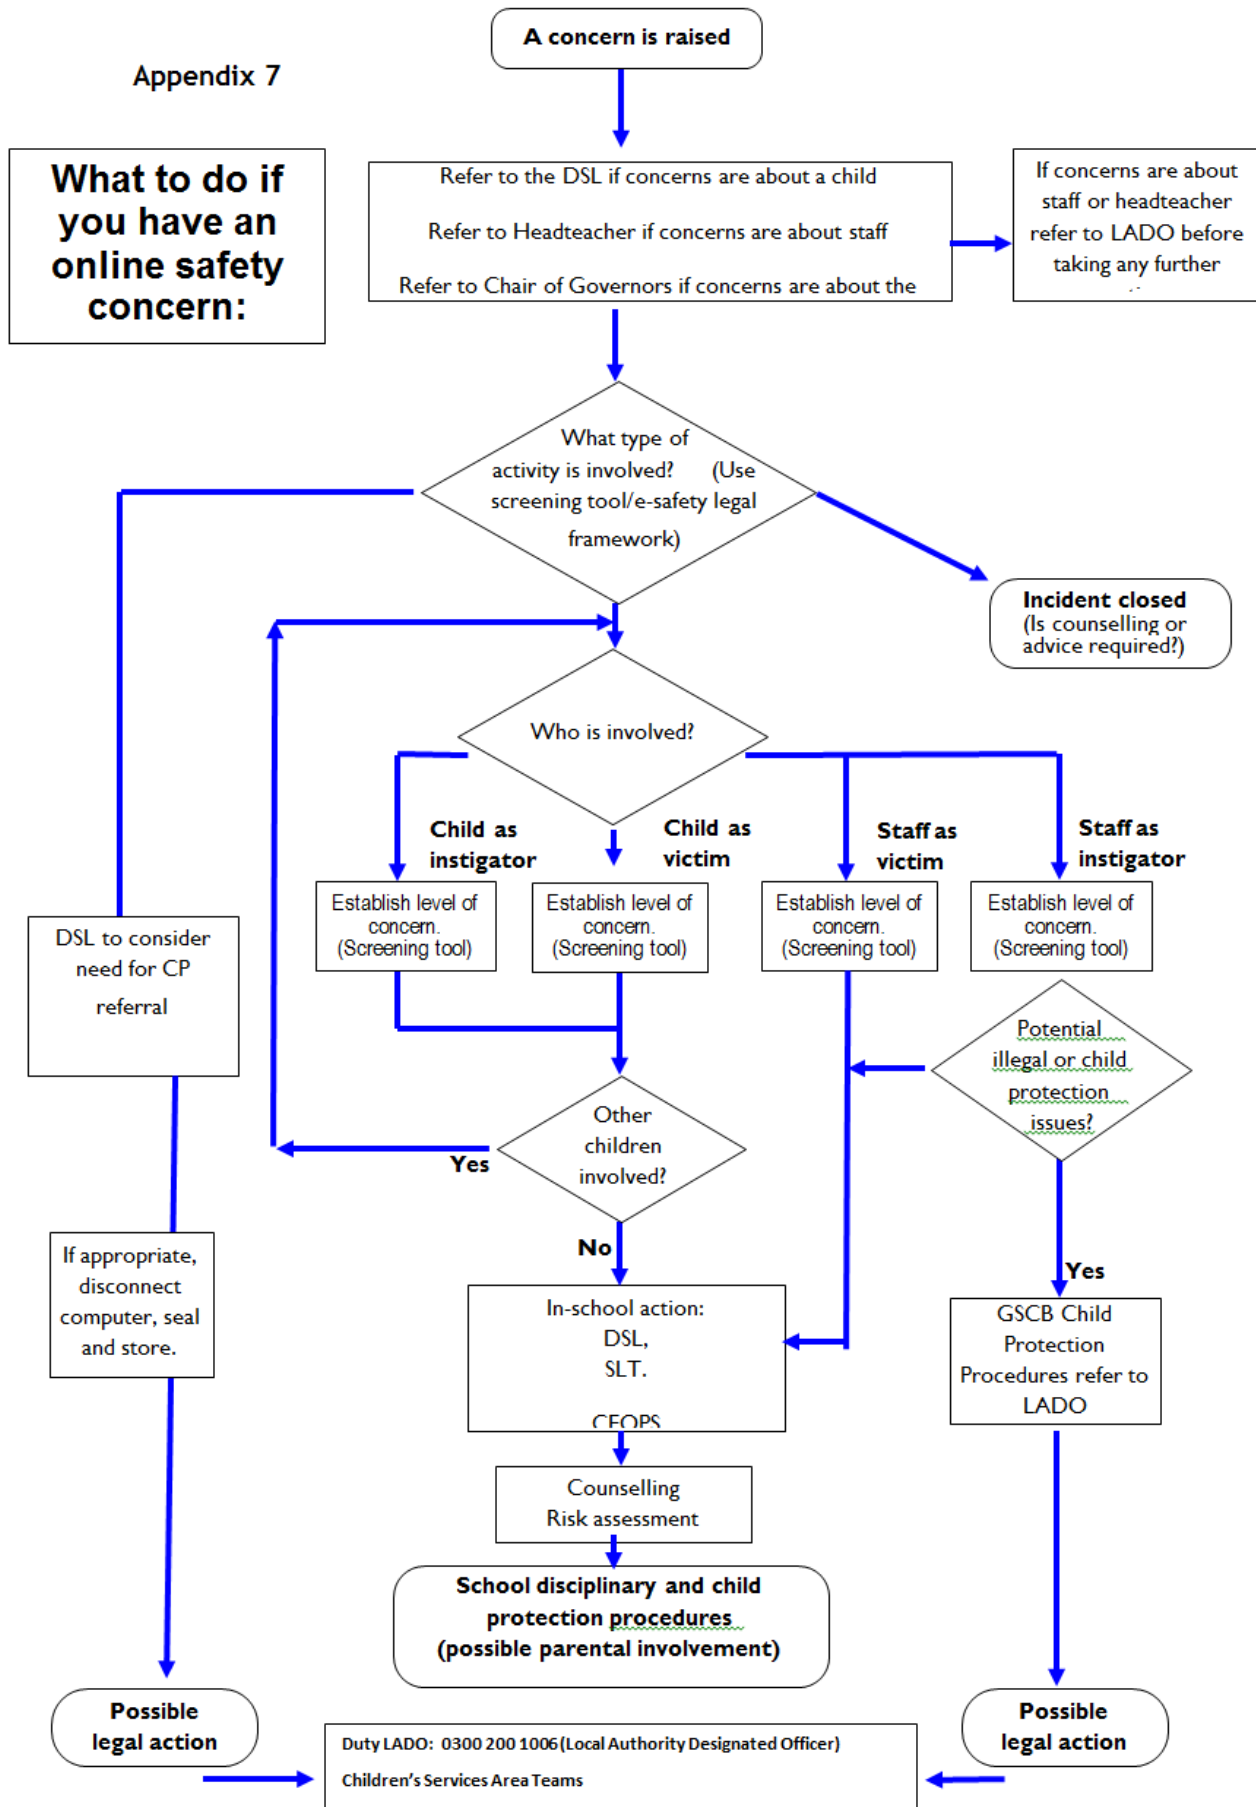 A concern is raised
Appendix 7
What to do if
you have an
online safety
concern:
Refer to the DSL if concerns are about a child
Refer to Headteacher if concerns are about staff
Refer to Chair of Governors if concerns are about the
If concerns are about
staff or headteacher
refer to LADO before
taking any further
What type of
activity is involved? (Use
screening tool/e-safety legal
framework)
Incident closed
(Is counselling or
advice required?)
Who is involved?
Child as
instigator
Child as
victim
Staff as
victim
Staff as
instigator
Establish level of
concern.
(Screening tool)
Establish level of
concern.
(Screening tool)
Establish level of
concern.
(Screening tool)
Establish level of
concern.
(Screening tool)
DSL to consider
need for CP
referral
Potential
illegal or child
protection
issues?
Other
children
involved?
Yes
No
If appropriate,
disconnect
computer, seal
and store.
Yes
In-school action:
DSL,
SLT.
CEOPS
GSCB Child
Protection
Procedures refer to
LADO
Counselling
Risk assessment
School disciplinary and child
protection procedures
(possible parental involvement)
Possible
legal action
Possible
legal action
Duty LADO: 0300 200 1006 (Local Authority Designated Officer)
Children's Services Area Teams